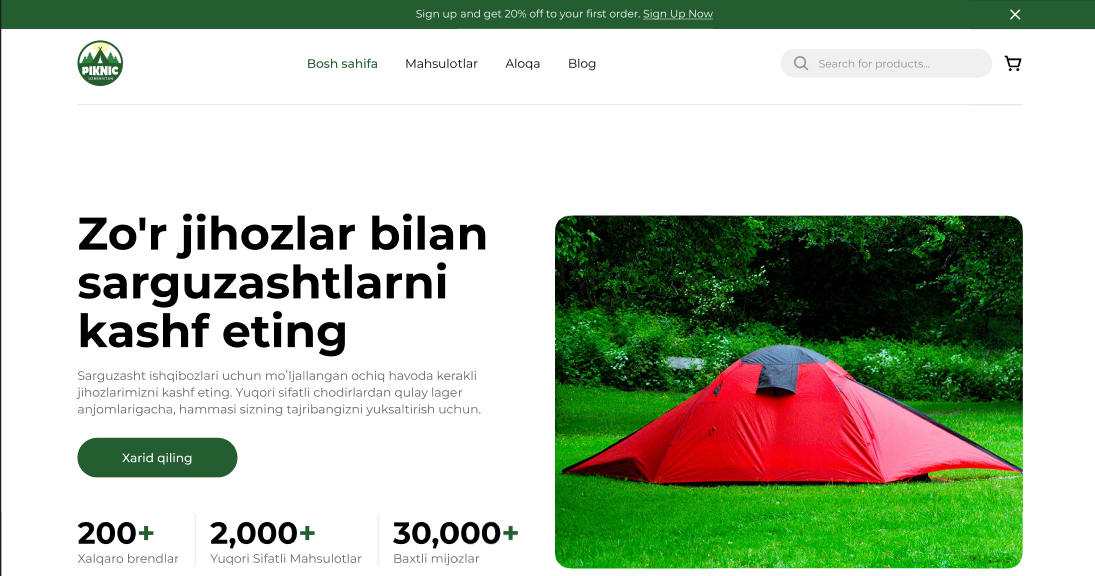 Sign up and get 20% off to your first order. Sign Up Now
PIKNIC
UZBEKISTAN
Bosh sahifa
Mahsulotlar
Aloqa
Blog
Search for products...
Zo'r jihozlar bilan
sarguzashtlarni
kashf eting
Sarguzasht ishqibozlari uchun moʻljallangan ochiq havoda kerakli
jihozlarimizni kashf eting. Yuqori sifatli chodirlardan qulay lager
anjomlarigacha, hammasi sizning tajribangizni yuksaltirish uchun.
Xarid qiling
200+
Xalqaro brendlar
2,000+
Yuqori Sifatli Mahsulotlar
30,000+
Baxtli mijozlar